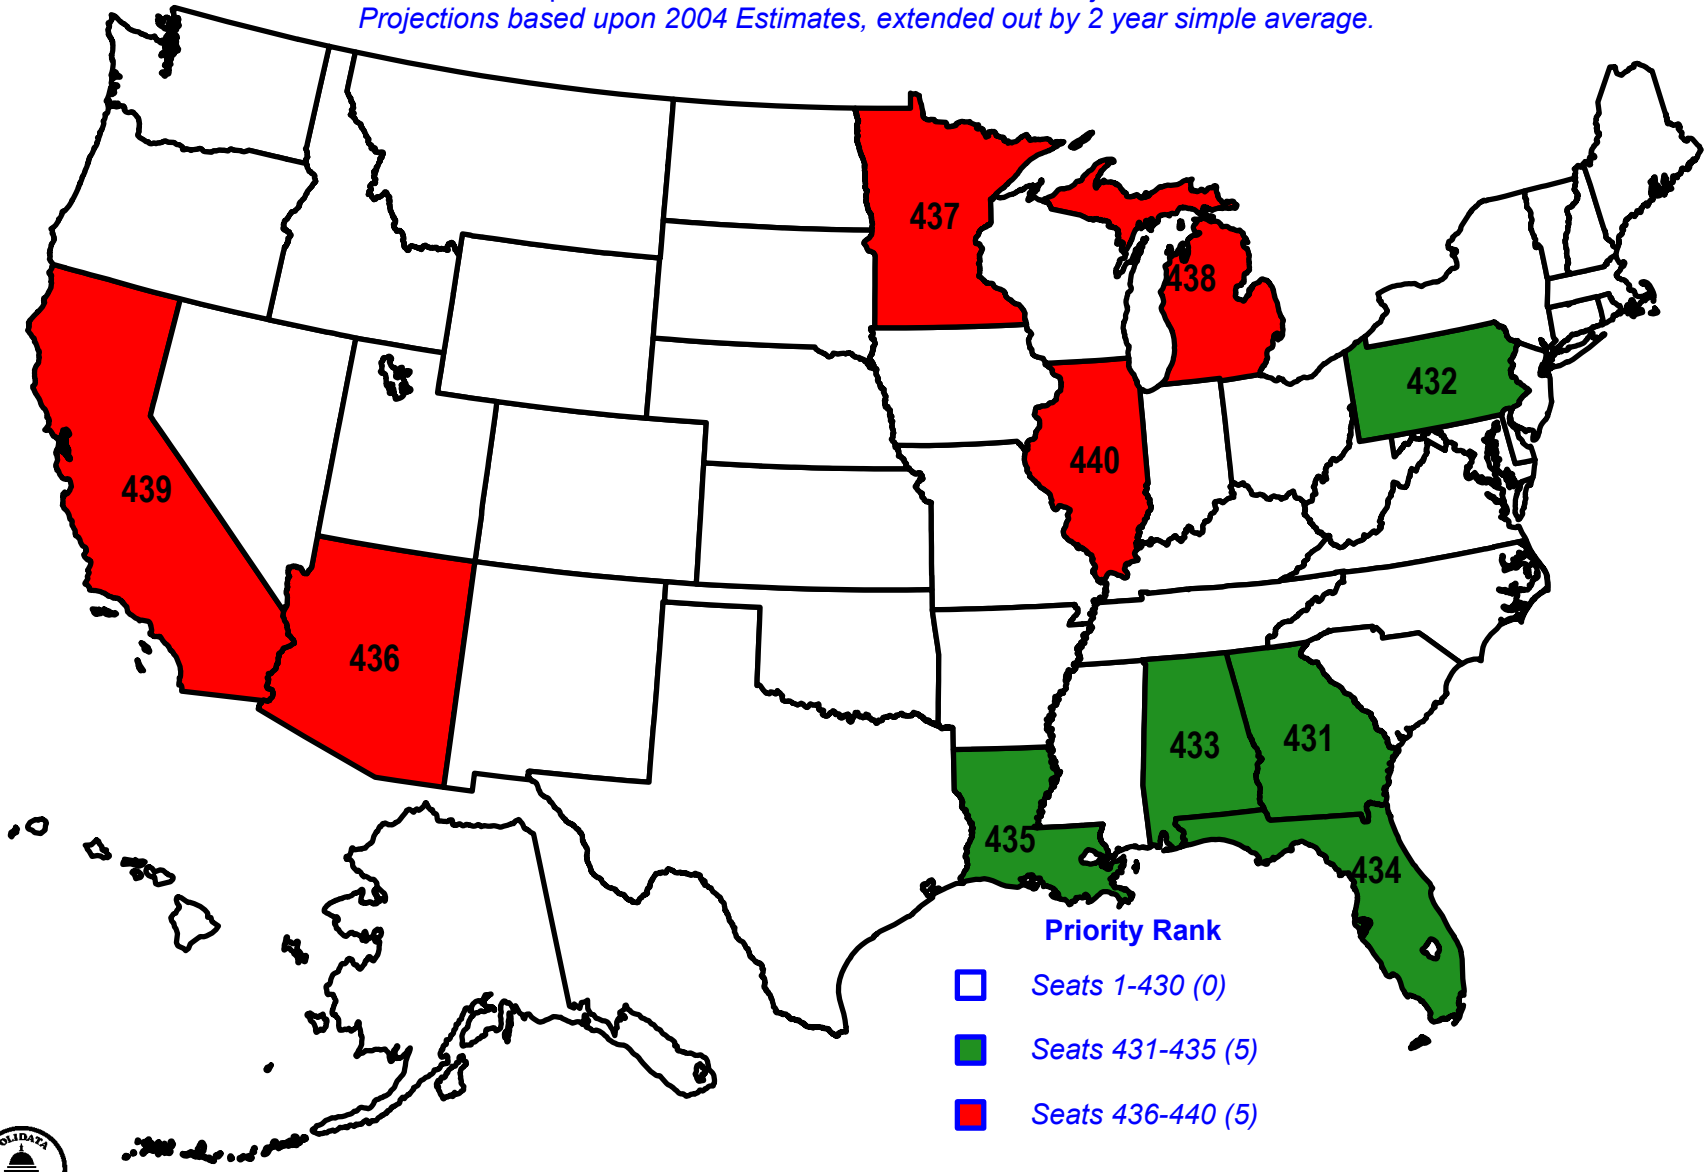 Projections based upon 2004 Estimates, extended out by 2 year simple average.
437
438
432
439
440
436
433
431
435
434
Priority Rank
Seats 1-430 (0)
Seats 431-435 (5)
Seats 436-440 (5)
OLIDATA